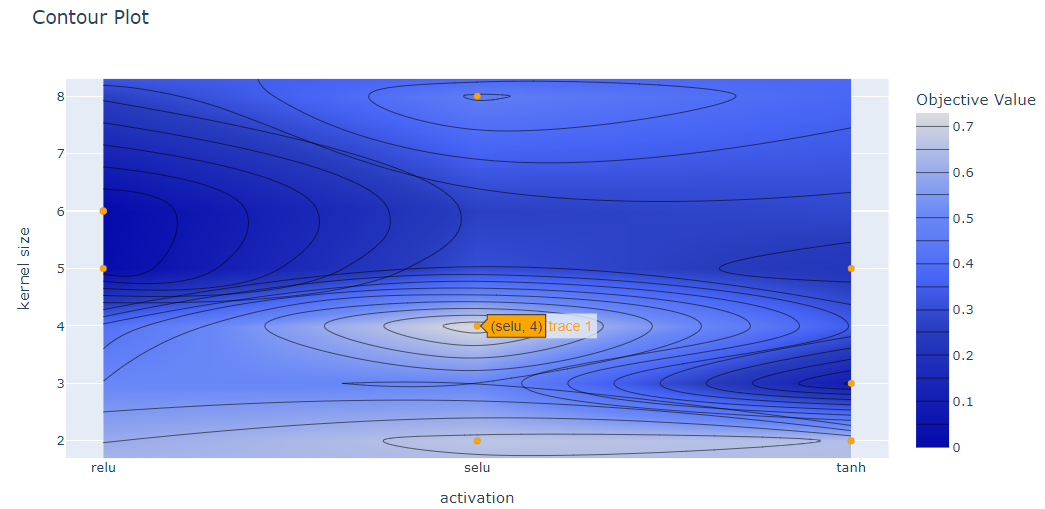 Contour Plot
Objective Value
8
7
6
5
4
3
2
kernel size
(selu, 4) trace 1
0.7
0.6
0.5
0.4
0.3
0.2
0.1
0
relu
selu
tanh
activation